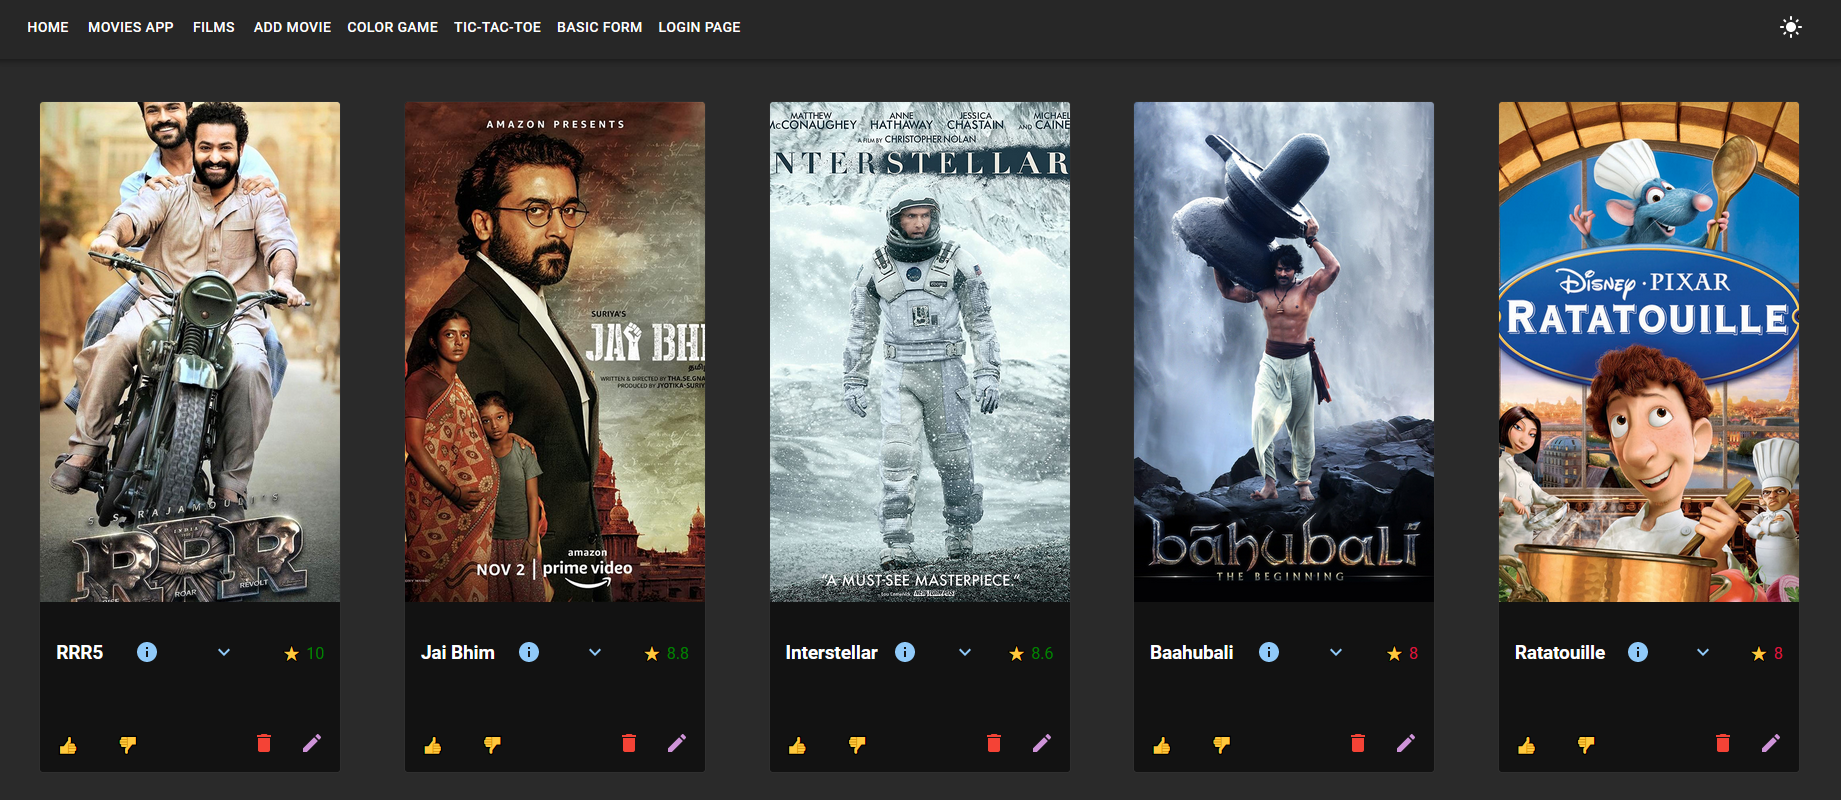 HOME MOVIES APP FILMS ADD MOVIE COLOR GAME TIC-TAC-TOE BASIC FORM LOGIN PAGE
S. S. RAJAMOULI'S
INDIA
RRR
REVOLT
ROAR
AMAZON PRESENTS
SURIYA'S
JAI BHI
WRITTEN & DIRECTED BY THA.SE.GNA
PRODUCED BY JYOTIKA-SURIY
amazon
NOV 2 | prime video
MATTHEW ANNE JESSICA MICHAEL
McCONAUGHEY HATHAWAY CHASTAIN AND CAINE
A FILM BY CHRISTOPHER NOLAN
NTERSTELLAR
"A MUST-SEE MASTERPIECE."
bāhubali
THE BEGINNING
DISNEY · PIXAR
RATATOUILLE
RRR5 10
Jai Bhim 8.8
Interstellar 8.6
Baahubali 8
Ratatouille 8